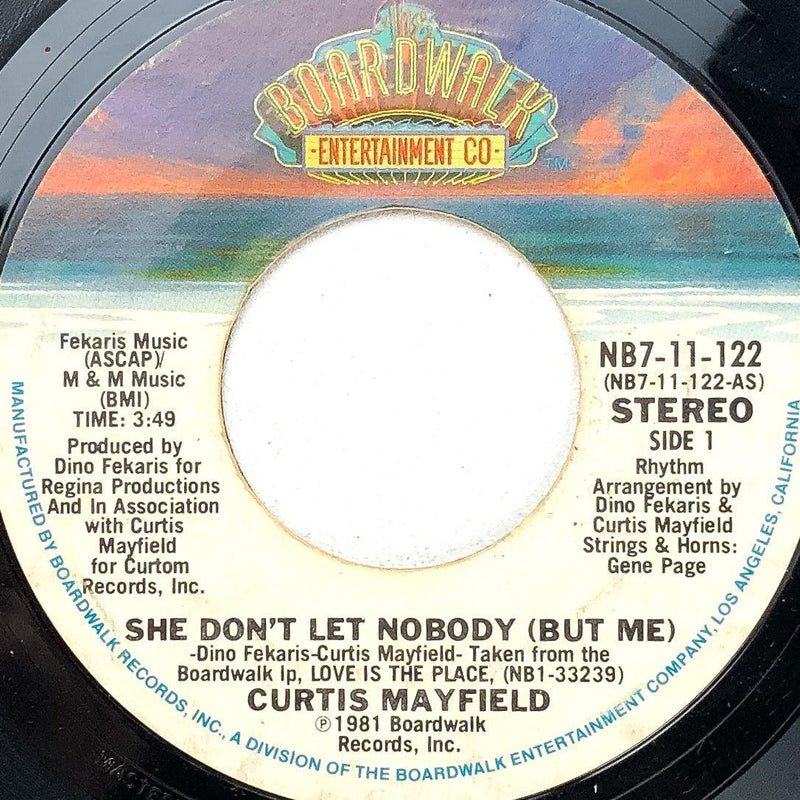 The
BOARDWALK
·ENTERTAINMENT CO·
TM
Fekaris Music
(ASCAP)/
M & M Music
(BMI)
TIME: 3:49
Produced by
Dino Fekaris for
Regina Productions
And In Association
with Curtis
Mayfield
for Curtom
Records, Inc.
NB7-11-122
(NB7-11-122-AS)
STEREO
SIDE 1
Rhythm
Arrangement by
Dino Fekaris &
Curtis Mayfield
Strings & Horns:
Gene Page
SHE DON'T LET NOBODY (BUT ME)
-Dino Fekaris-Curtis Mayfield- Taken from the
Boardwalk lp, LOVE IS THE PLACE, (NB1-33239)
CURTIS MAYFIELD
℗1981 Boardwalk
Records, Inc.
MANUFACTURED BY BOARDWALK RECORDS, INC., A DIVISION OF THE BOARDWALK ENTERTAINMENT COMPANY, LOS ANGELES, CALIFORNIA